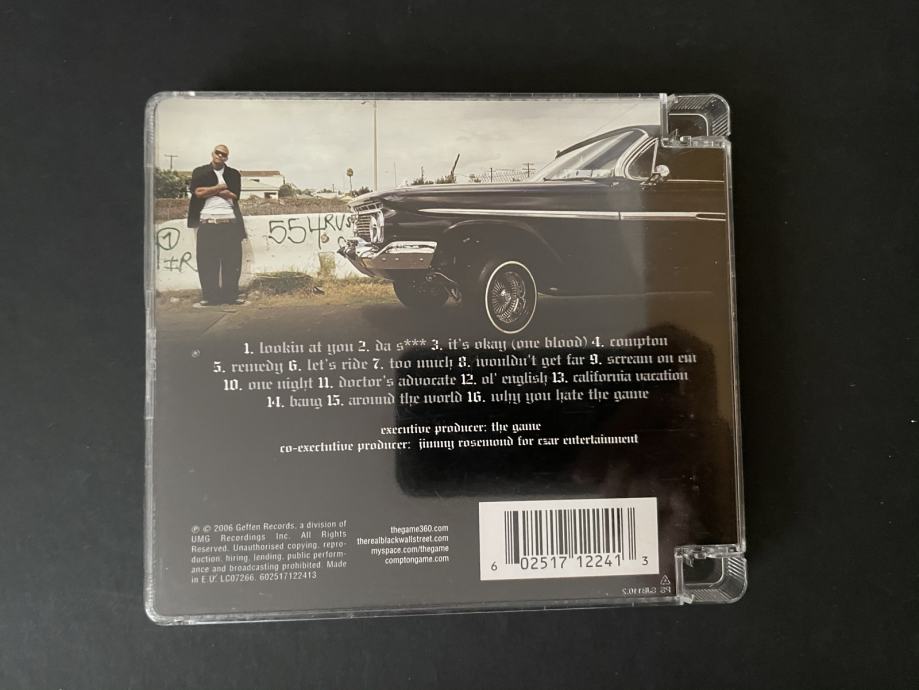 554RUS
1
#R
1. lookin at you 2. da s*** 3. it's okay (one blood) 4. compton
5. remedy 6. let's ride 7. too much 8. wouldn't get far 9. scream on em
10. one night 11. doctor's advocate 12. ol' english 13. california vacation
14. bang 15. around the world 16. why you hate the game
executive producer: the game
co-exectutive producer: jimmy rosemond for czar entertainment
℗ © 2006 Geffen Records, a division of
UMG Recordings Inc. All Rights
Reserved. Unauthorised copying, repro-
duction, hiring, lending, public perform-
ance and broadcasting prohibited. Made
in E.U. LC07266. 602517122413
thegame360.com
therealblackwallstreet.com
myspace.com/thegame
comptongame.com
6 02517 12241 3